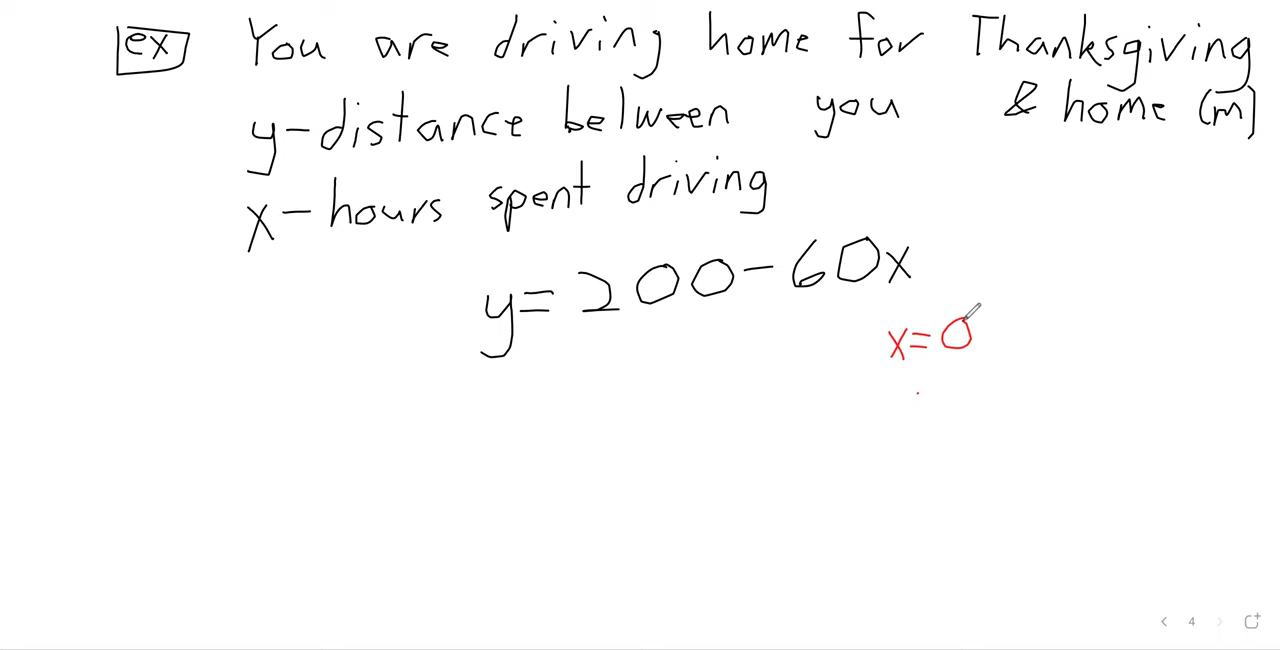 ex You are driving home for Thanksgiving
y-distance between you & home (m)
x-hours spent driving
y=200-60x
x=0
4